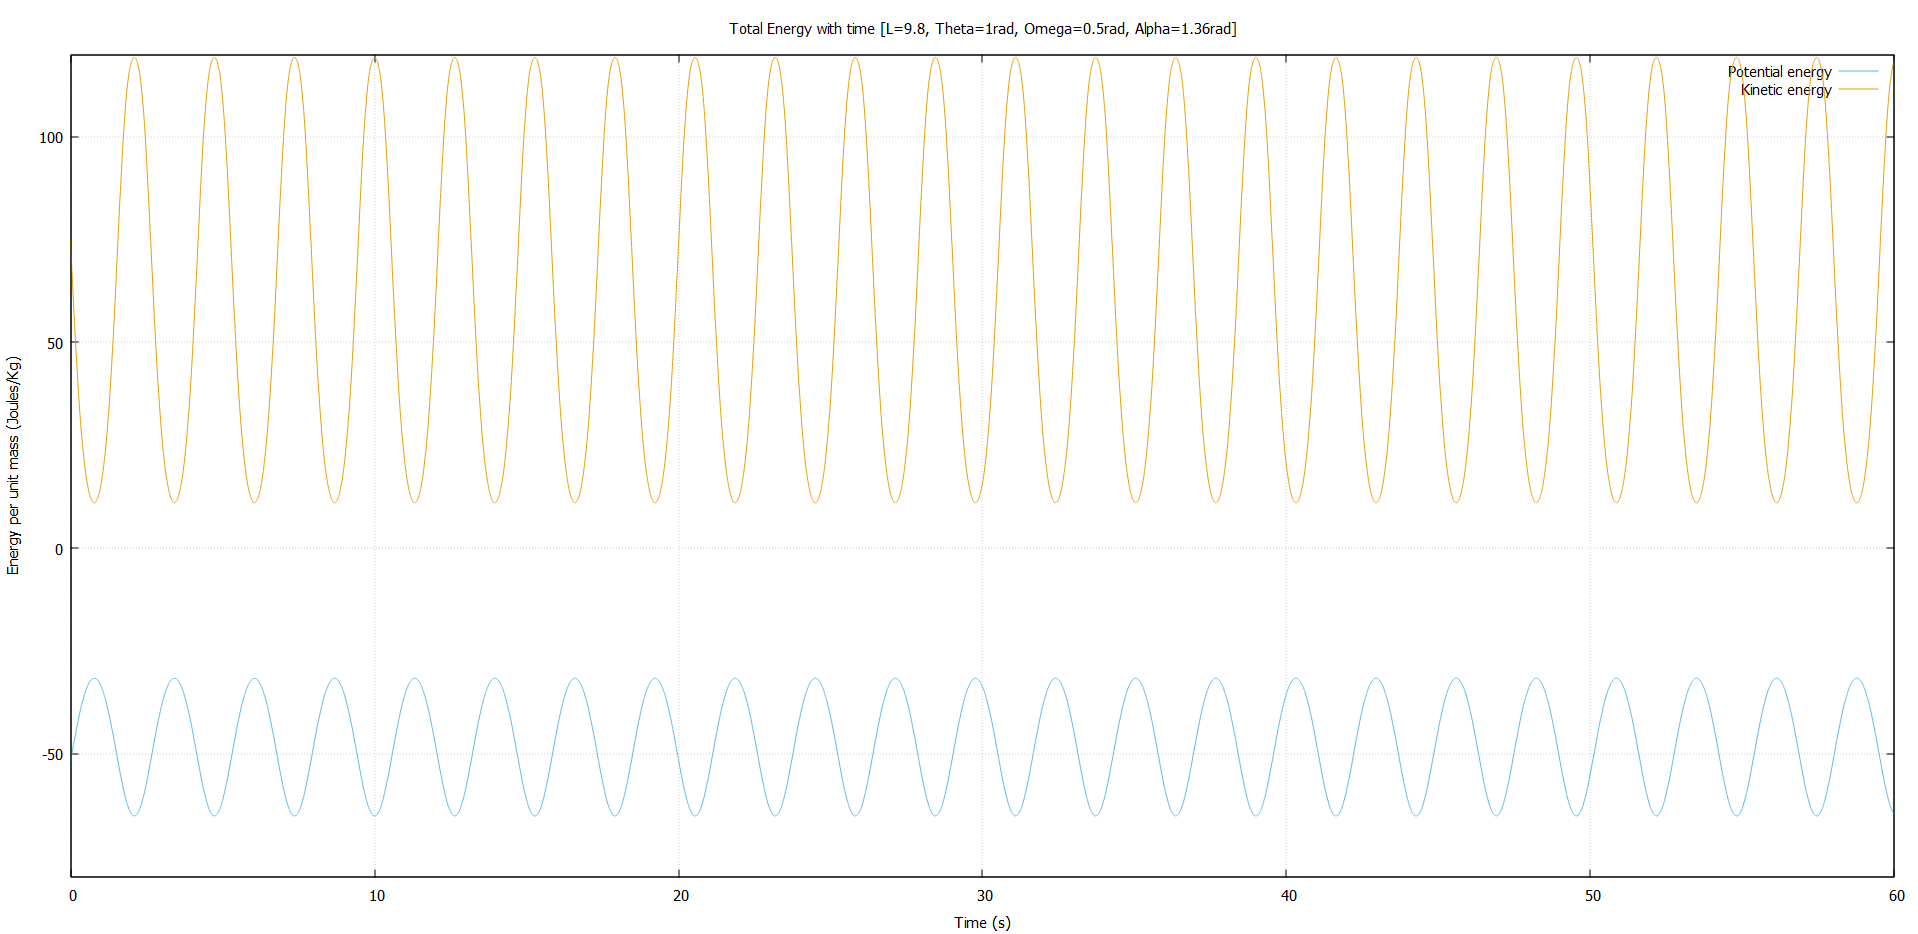 Total Energy with time [L=9.8, Theta=1rad, Omega=0.5rad, Alpha=1.36rad]
Potential energy
Kinetic energy
100
50
0
-50
Energy per unit mass (Joules/Kg)
0 10 20 30 40 50 60
Time (s)